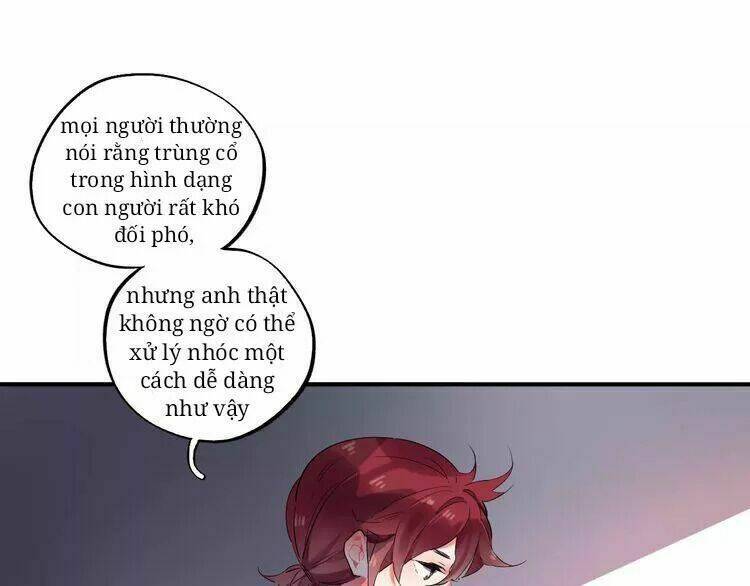 mọi người thường
nói rằng trùng cổ
trong hình dạng
con người rất khó
đối phó,
nhưng anh thật
không ngờ có thể
xử lý nhóc một
cách dễ dàng
như vậy